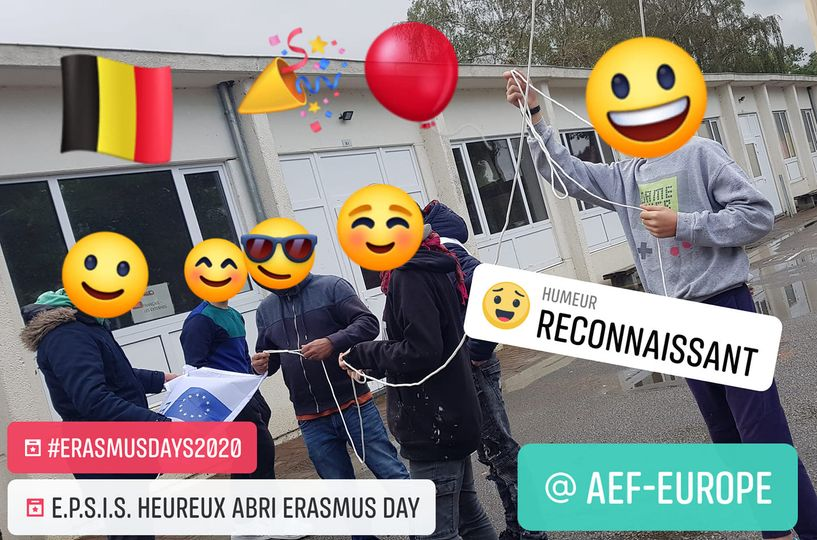 HUMEUR
RECONNAISSANT
#ERASMUSDAYS2020
E.P.S.I.S. HEUREUX ABRI ERASMUS DAY
@ AEF-EUROPE